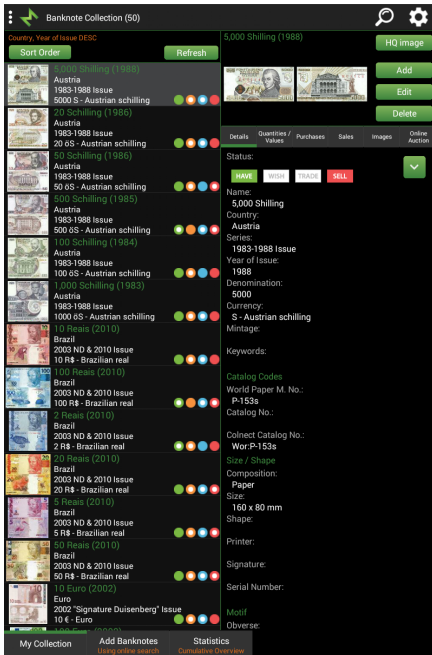 Banknote Collection (50)
Country, Year of Issue DESC
Sort Order
Refresh
5,000 Shilling (1988)
Austria
1983-1988 Issue
5000 S - Austrian schilling
20 Shilling (1986)
Austria
1983-1988 Issue
20 öS - Austrian schilling
50 Shilling (1986)
Austria
1983-1988 Issue
50 öS - Austrian schilling
500 Shilling (1985)
Austria
1983-1988 Issue
500 öS - Austrian schilling
100 Shilling (1984)
Austria
1983-1988 Issue
100 öS - Austrian schilling
1,000 Shilling (1983)
Austria
1983-1988 Issue
1000 öS - Austrian schilling
10 Reais (2010)
Brazil
2003 ND & 2010 Issue
10 R$ - Brazilian real
100 Reais (2010)
Brazil
2003 ND & 2010 Issue
100 R$ - Brazilian real
2 Reais (2010)
Brazil
2003 ND & 2010 Issue
2 R$ - Brazilian real
20 Reais (2010)
Brazil
2003 ND & 2010 Issue
20 R$ - Brazilian real
5 Reais (2010)
Brazil
2003 ND & 2010 Issue
5 R$ - Brazilian real
50 Reais (2010)
Brazil
2003 ND & 2010 Issue
50 R$ - Brazilian real
10 Euro (2002)
Euro
2002 "Signature Duisenberg" Issue
10 € - Euro
100 Euro (2002)
My Collection
Add Banknotes
Using online search
Statistics
Cumulative Overview
5,000 Shilling (1988)
HQ image
Add
Edit
Delete
Details
Quantities /
Values
Purchases
Sales
Images
Online
Auction
Status:
HAVE WISH TRADE SELL
Name:
5,000 Shilling
Country:
Austria
Series:
1983-1988 Issue
Year of Issue:
1988
Denomination:
5000
Currency:
S - Austrian schilling
Mintage:
Keywords:
Catalog Codes
World Paper M. No.:
P-153s
Catalog No.:
Colnect Catalog No.:
Wor:P-153s
Size / Shape
Composition:
Paper
Size:
160 x 80 mm
Shape:
Printer:
Signature:
Serial Number:
Motif
Obverse: